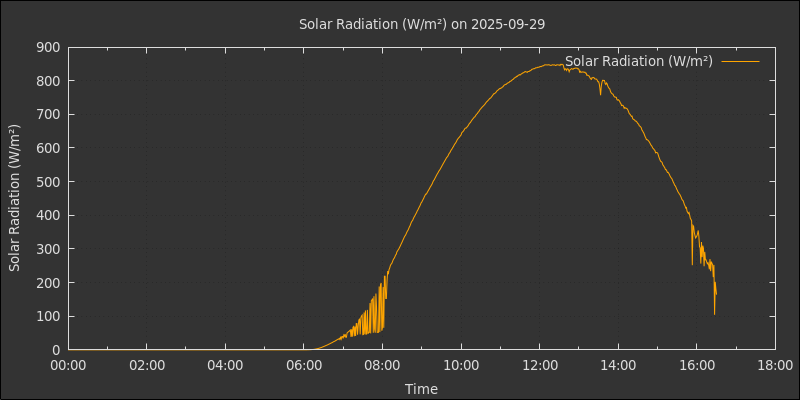 Solar Radiation (W/m²) on 2025-09-29
Solar Radiation (W/m²)
Solar Radiation (W/m²)
900
800
700
600
500
400
300
200
100
0
00:00 02:00 04:00 06:00 08:00 10:00 12:00 14:00 16:00 18:00
Time